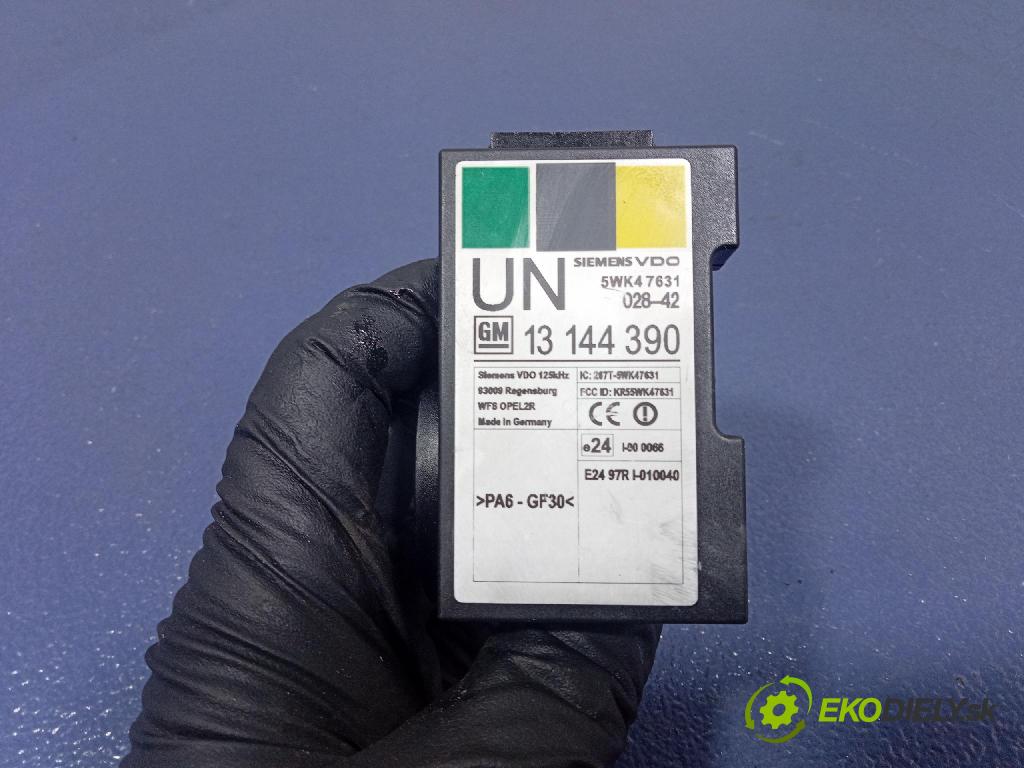 SIEMENS VDO
UN 5WK4 7631
028-42
GM 13 144 390
Siemens VDO 125kHz IC: 267T-5WK47631
93009 Regensburg FCC ID: KR55WK47631
WFS OPEL2R CE
Made in Germany
e24 I-00 0066
E24 97R I-010040
>PA6 - GF30<
EKODIELY.sk